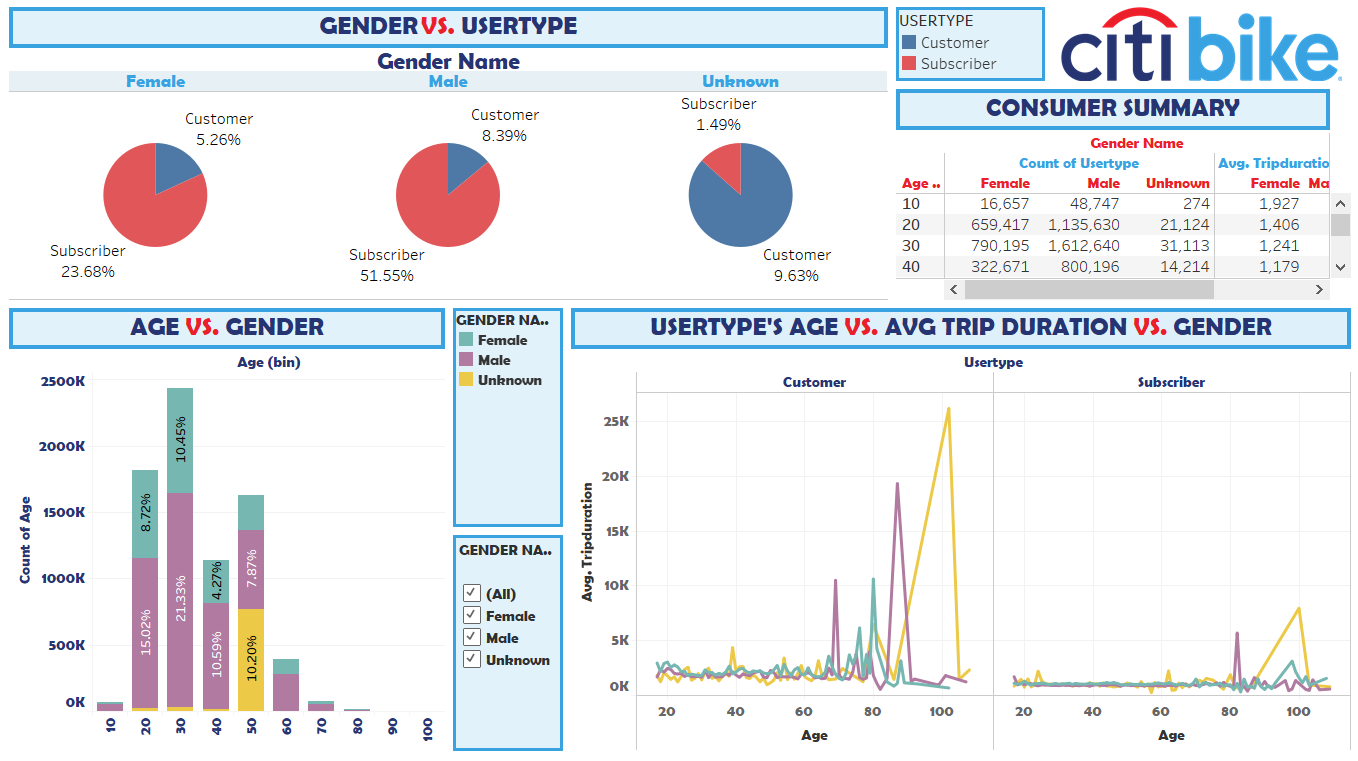 GENDER VS. USERTYPE
Gender Name
Female Male Unknown
Customer
5.26%
Subscriber
23.68%
Customer
8.39%
Subscriber
51.55%
Subscriber
1.49%
Customer
9.63%
USERTYPE
Customer
Subscriber
citi bike
CONSUMER SUMMARY
Gender Name
Count of Usertype Avg. Tripduratio
Age .. Female Male Unknown Female Ma
10 16,657 48,747 274 1,927
20 659,417 1,135,630 21,124 1,406
30 790,195 1,612,640 31,113 1,241
40 322,671 800,196 14,214 1,179
AGE VS. GENDER
Age (bin)
Count of Age
2500K
2000K
1500K
1000K
500K
0K
8.72%
15.02%
10.45%
21.33%
4.27%
10.59%
7.87%
10.20%
10 20 30 40 50 60 70 80 90 100
GENDER NA..
Female
Male
Unknown
GENDER NA..
(All)
Female
Male
Unknown
USERTYPE'S AGE VS. AVG TRIP DURATION VS. GENDER
Usertype
Customer Subscriber
Avg. Tripduration
25K
20K
15K
10K
5K
0K
20 40 60 80 100 20 40 60 80 100
Age Age